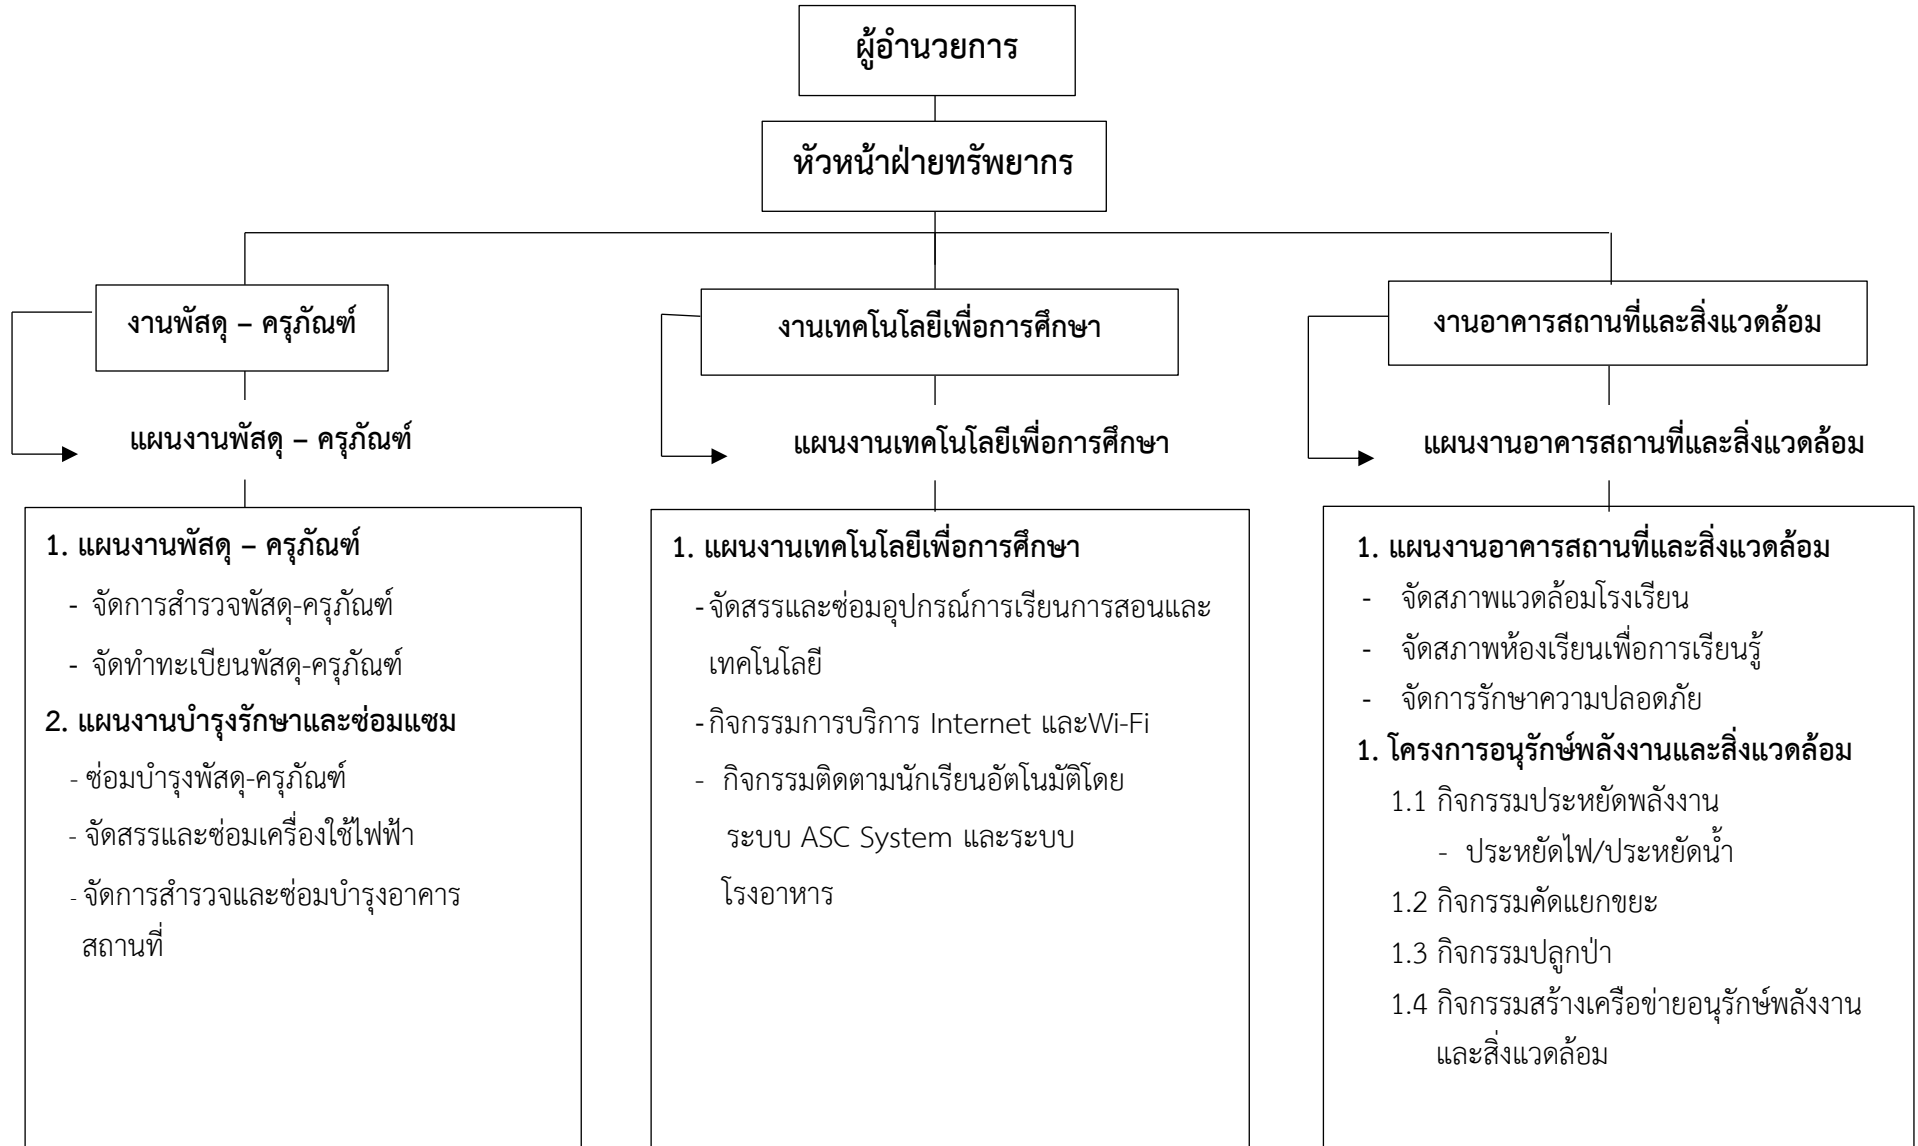 ผู้อำนวยการ
หัวหน้าฝ่ายทรัพยากร
งานพัสดุ – ครุภัณฑ์
แผนงานพัสดุ – ครุภัณฑ์
1. แผนงานพัสดุ – ครุภัณฑ์
- จัดการสำรวจพัสดุ-ครุภัณฑ์
- จัดทำทะเบียนพัสดุ-ครุภัณฑ์
2. แผนงานบำรุงรักษาและซ่อมแซม
- ซ่อมบำรุงพัสดุ-ครุภัณฑ์
- จัดสรรและซ่อมเครื่องใช้ไฟฟ้า
- จัดการสำรวจและซ่อมบำรุงอาคาร
สถานที่
งานเทคโนโลยีเพื่อการศึกษา
แผนงานเทคโนโลยีเพื่อการศึกษา
1. แผนงานเทคโนโลยีเพื่อการศึกษา
- จัดสรรและซ่อมอุปกรณ์การเรียนการสอนและ
เทคโนโลยี
- กิจกรรมการบริการ Internet และWi-Fi
- กิจกรรมติดตามนักเรียนอัตโนมัติโดย
ระบบ ASC System และระบบ
โรงอาหาร
งานอาคารสถานที่และสิ่งแวดล้อม
แผนงานอาคารสถานที่และสิ่งแวดล้อม
1. แผนงานอาคารสถานที่และสิ่งแวดล้อม
- จัดสภาพแวดล้อมโรงเรียน
- จัดสภาพห้องเรียนเพื่อการเรียนรู้
- จัดการรักษาความปลอดภัย
1. โครงการอนุรักษ์พลังงานและสิ่งแวดล้อม
1.1 กิจกรรมประหยัดพลังงาน
- ประหยัดไฟ/ประหยัดน้ำ
1.2 กิจกรรมคัดแยกขยะ
1.3 กิจกรรมปลูกป่า
1.4 กิจกรรมสร้างเครือข่ายอนุรักษ์พลังงาน
และสิ่งแวดล้อม